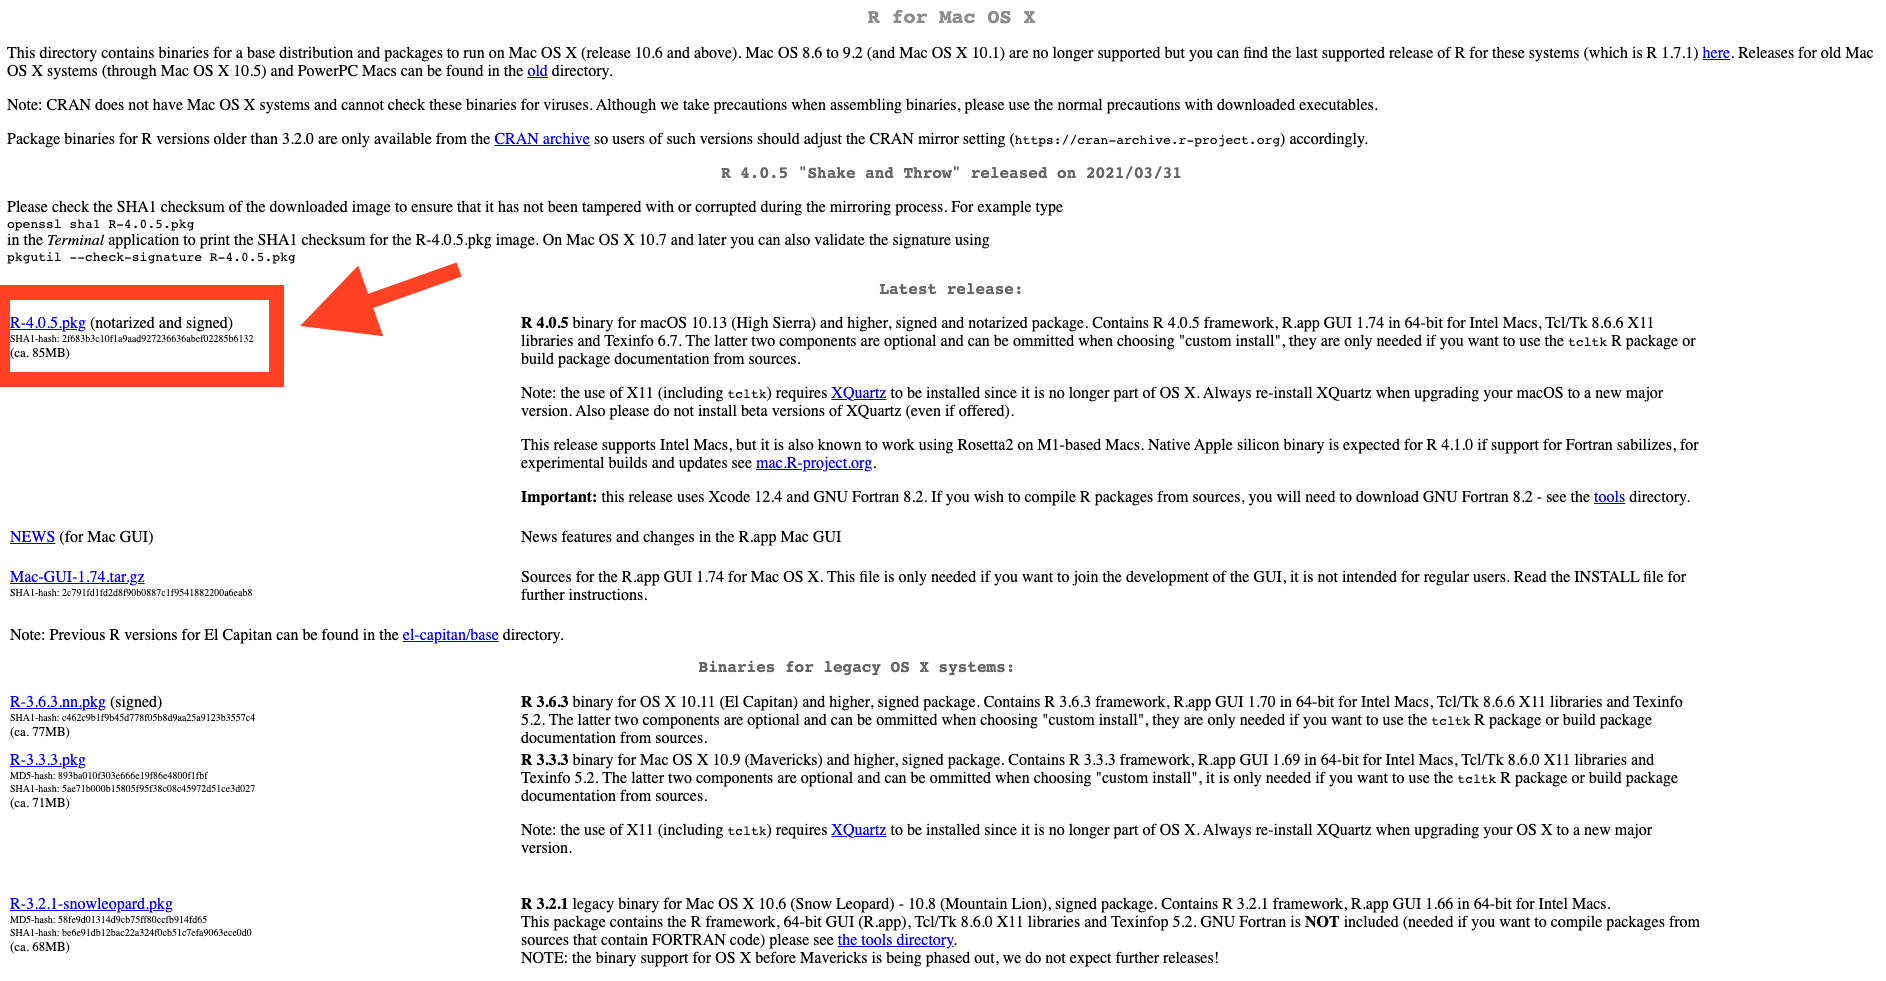 R for Mac OS X
This directory contains binaries for a base distribution and packages to run on Mac OS X (release 10.6 and above). Mac OS 8.6 to 9.2 (and Mac OS X 10.1) are no longer supported but you can find the last supported release of R for these systems (which is R 1.7.1) here. Releases for old Mac
OS X systems (through Mac OS X 10.5) and PowerPC Macs can be found in the old directory.
Note: CRAN does not have Mac OS X systems and cannot check these binaries for viruses. Although we take precautions when assembling binaries, please use the normal precautions with downloaded executables.
Package binaries for R versions older than 3.2.0 are only available from the CRAN archive so users of such versions should adjust the CRAN mirror setting (https://cran-archive.r-project.org) accordingly.
R 4.0.5 "Shake and Throw" released on 2021/03/31
Please check the SHA1 checksum of the downloaded image to ensure that it has not been tampered with or corrupted during the mirroring process. For example type
openssl sha1 R-4.0.5.pkg
in the Terminal application to print the SHA1 checksum for the R-4.0.5.pkg image. On Mac OS X 10.7 and later you can also validate the signature using
pkgutil --check-signature R-4.0.5.pkg
Latest release:
R-4.0.5.pkg (notarized and signed)
SHA1-hash: 2f683b3c10f1a9aad927236636abef02285b6132
(ca. 85MB)
R 4.0.5 binary for macOS 10.13 (High Sierra) and higher, signed and notarized package. Contains R 4.0.5 framework, R.app GUI 1.74 in 64-bit for Intel Macs, Tcl/Tk 8.6.6 X11
libraries and Texinfo 6.7. The latter two components are optional and can be ommitted when choosing "custom install", they are only needed if you want to use the tcltk R package or
build package documentation from sources.
Note: the use of X11 (including tcltk) requires XQuartz to be installed since it is no longer part of OS X. Always re-install XQuartz when upgrading your macOS to a new major
version. Also please do not install beta versions of XQuartz (even if offered).
This release supports Intel Macs, but it is also known to work using Rosetta2 on M1-based Macs. Native Apple silicon binary is expected for R 4.1.0 if support for Fortran sabilizes, for
experimental builds and updates see mac.R-project.org.
Important: this release uses Xcode 12.4 and GNU Fortran 8.2. If you wish to compile R packages from sources, you will need to download GNU Fortran 8.2 - see the tools directory.
NEWS (for Mac GUI)
News features and changes in the R.app Mac GUI
Mac-GUI-1.74.tar.gz
SHA1-hash: 2c791fd1fd2d8f90b0887c1f9541882200a6eab8
Sources for the R.app GUI 1.74 for Mac OS X. This file is only needed if you want to join the development of the GUI, it is not intended for regular users. Read the INSTALL file for
further instructions.
Note: Previous R versions for El Capitan can be found in the el-capitan/base directory.
Binaries for legacy OS X systems:
R-3.6.3.nn.pkg (signed)
SHA1-hash: c462c9b1f9b45d778f05b8d9aa25a9123b3557c4
(ca. 77MB)
R 3.6.3 binary for OS X 10.11 (El Capitan) and higher, signed package. Contains R 3.6.3 framework, R.app GUI 1.70 in 64-bit for Intel Macs, Tcl/Tk 8.6.6 X11 libraries and Texinfo
5.2. The latter two components are optional and can be ommitted when choosing "custom install", they are only needed if you want to use the tcltk R package or build package
documentation from sources.
R-3.3.3.pkg
MD5-hash: 893ba010f303e666e19f86e4800f1fbf
SHA1-hash: 5ae71b000b15805f95f38c08c45972d51ce3d027
(ca. 71MB)
R 3.3.3 binary for Mac OS X 10.9 (Mavericks) and higher, signed package. Contains R 3.3.3 framework, R.app GUI 1.69 in 64-bit for Intel Macs, Tcl/Tk 8.6.0 X11 libraries and
Texinfo 5.2. The latter two components are optional and can be ommitted when choosing "custom install", it is only needed if you want to use the tcltk R package or build package
documentation from sources.
Note: the use of X11 (including tcltk) requires XQuartz to be installed since it is no longer part of OS X. Always re-install XQuartz when upgrading your OS X to a new major
version.
R-3.2.1-snowleopard.pkg
MD5-hash: 58fe9d01314d9cb75ff80ccfb914fd65
SHA1-hash: be6e91db12bac22a324f0cb51c7efa9063ece0d0
(ca. 68MB)
R 3.2.1 legacy binary for Mac OS X 10.6 (Snow Leopard) - 10.8 (Mountain Lion), signed package. Contains R 3.2.1 framework, R.app GUI 1.66 in 64-bit for Intel Macs.
This package contains the R framework, 64-bit GUI (R.app), Tcl/Tk 8.6.0 X11 libraries and Texinfop 5.2. GNU Fortran is NOT included (needed if you want to compile packages from
sources that contain FORTRAN code) please see the tools directory.
NOTE: the binary support for OS X before Mavericks is being phased out, we do not expect further releases!